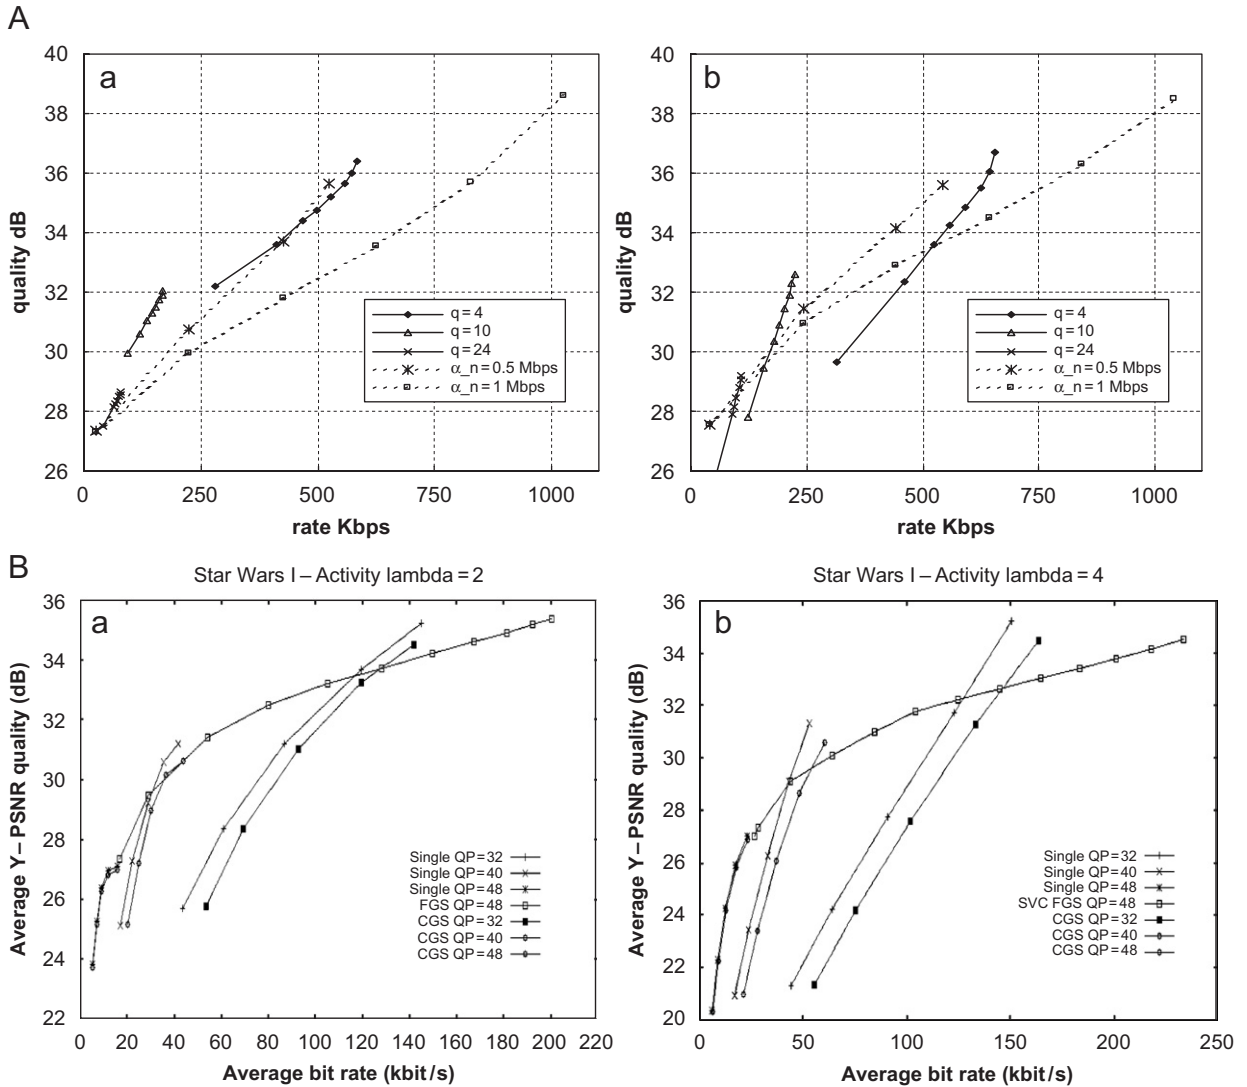 A
a
40
38
36
34
32
30
28
26
quality dB
q=4
q=10
q=24
α_n=0.5 Mbps
α_n=1 Mbps
0 250 500 750 1000
rate Kbps
b
40
38
36
34
32
30
28
26
quality dB
q=4
q=10
q=24
α_n=0.5 Mbps
α_n=1 Mbps
0 250 500 750 1000
rate Kbps
B
Star Wars I – Activity lambda=2
a
36
34
32
30
28
26
24
22
Average Y–PSNR quality (dB)
Single QP=32
Single QP=40
Single QP=48
FGS QP=48
CGS QP=32
CGS QP=40
CGS QP=48
0 20 40 60 80 100 120 140 160 180 200 220
Average bit rate (kbit/s)
Star Wars I – Activity lambda=4
b
36
34
32
30
28
26
24
22
20
Average Y–PSNR quality (dB)
Single QP=32
Single QP=40
Single QP=48
SVC FGS QP=48
CGS QP=32
CGS QP=40
CGS QP=48
0 50 100 150 200 250
Average bit rate (kbit/s)